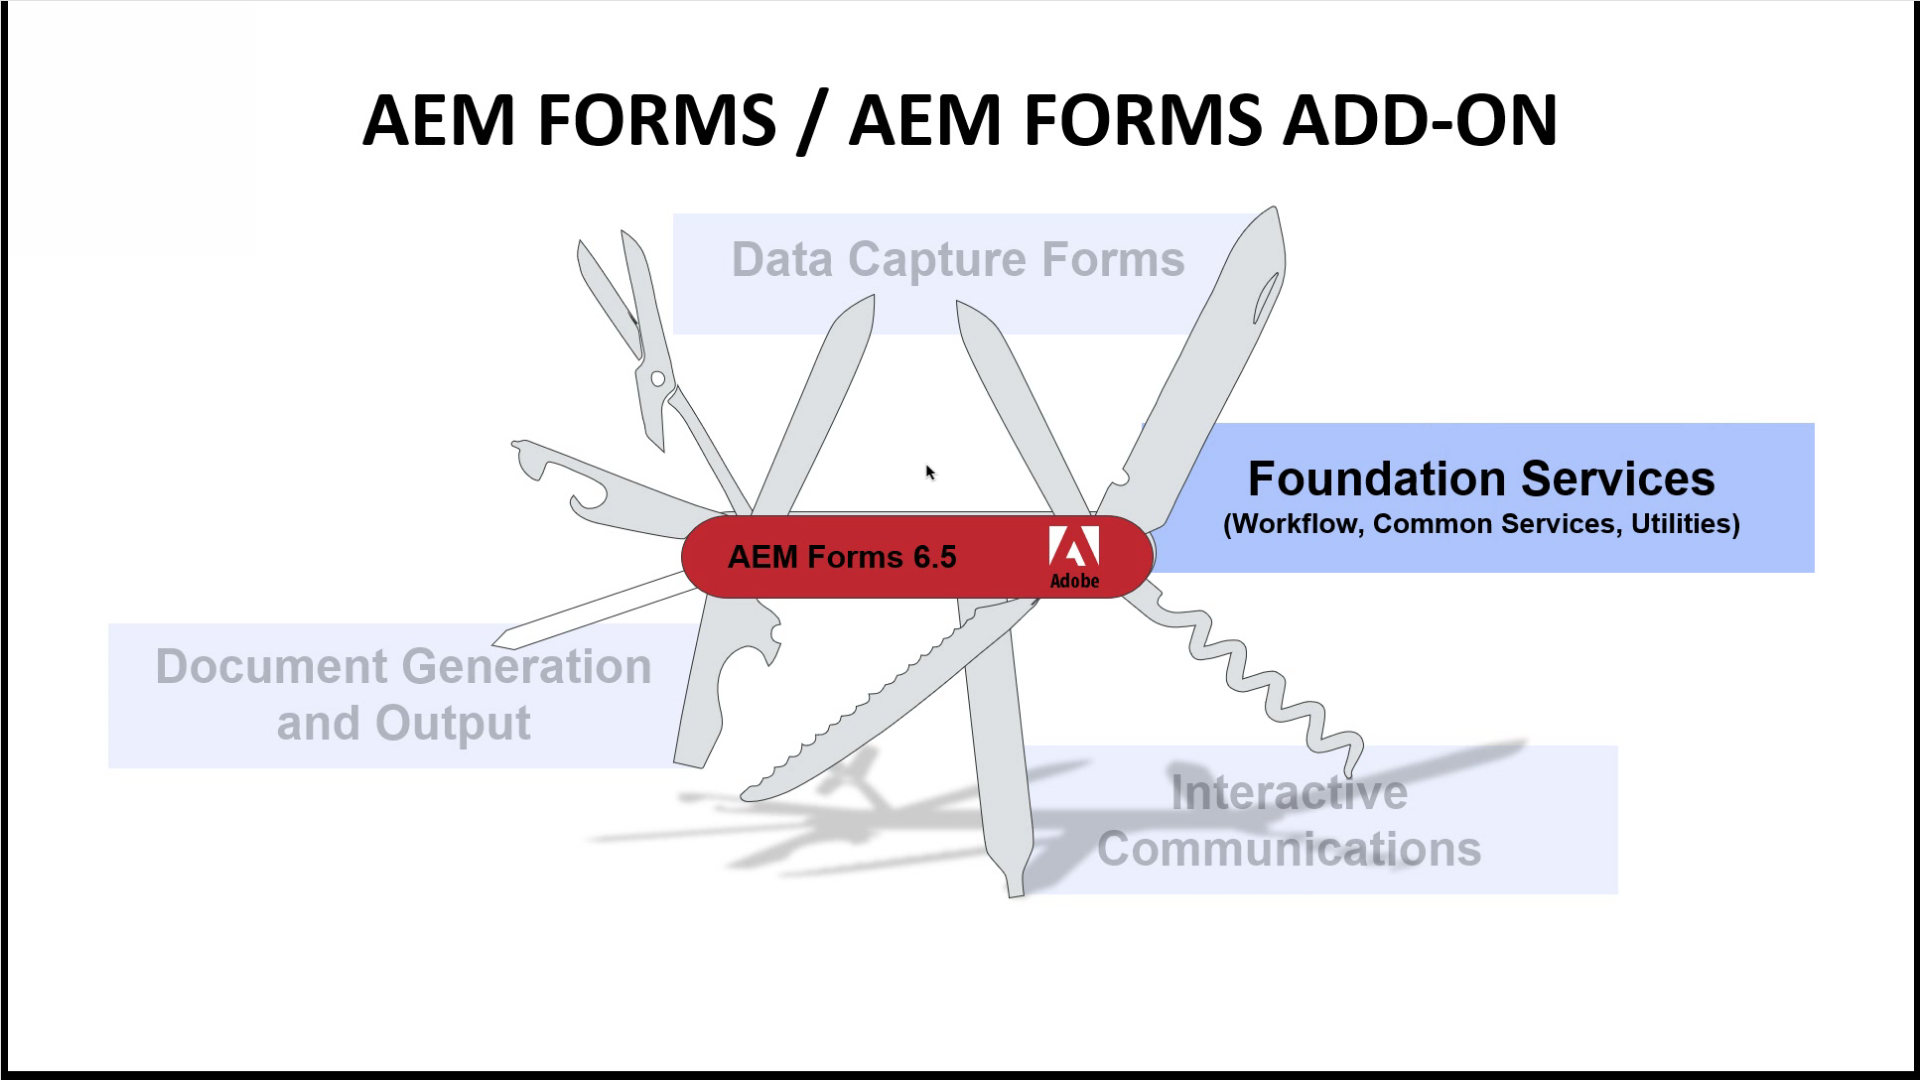 AEM FORMS / AEM FORMS ADD-ON
Data Capture Forms
Foundation Services
(Workflow, Common Services, Utilities)
AEM Forms 6.5
Adobe
Document Generation
and Output
Interactive
Communications